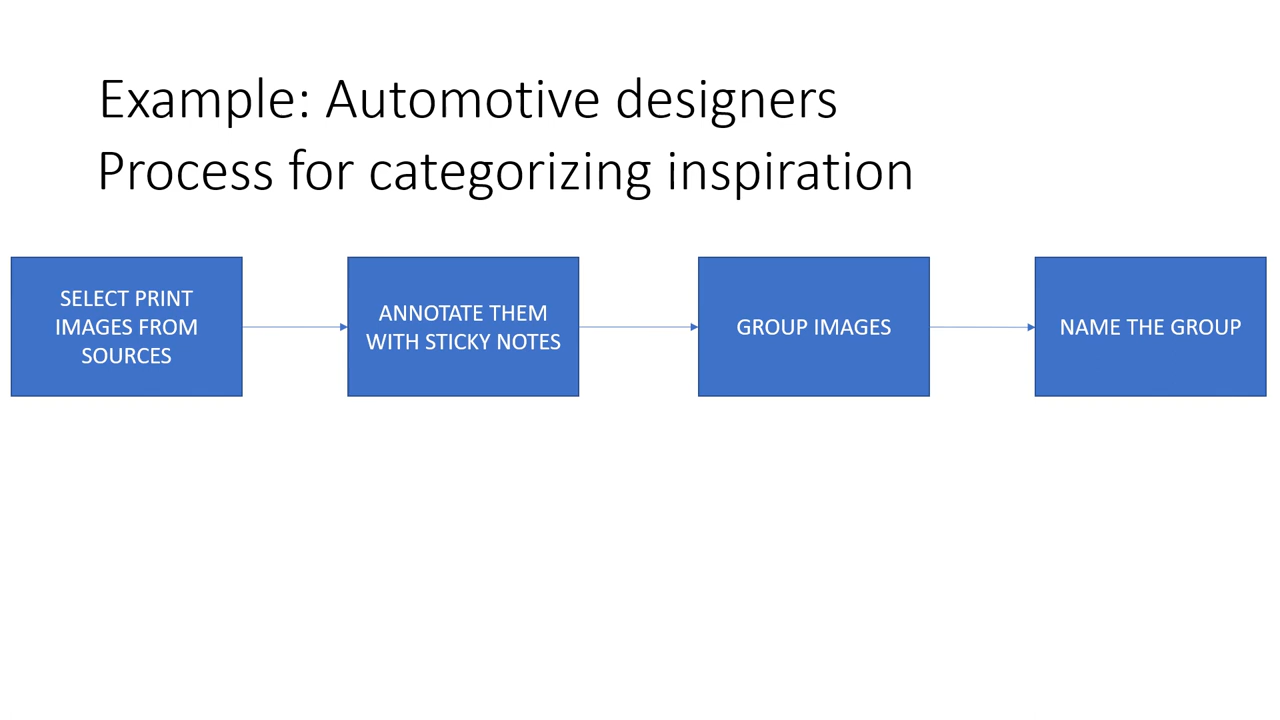 Example: Automotive designers
Process for categorizing inspiration
SELECT PRINT
IMAGES FROM
SOURCES
ANNOTATE THEM
WITH STICKY NOTES
GROUP IMAGES
NAME THE GROUP